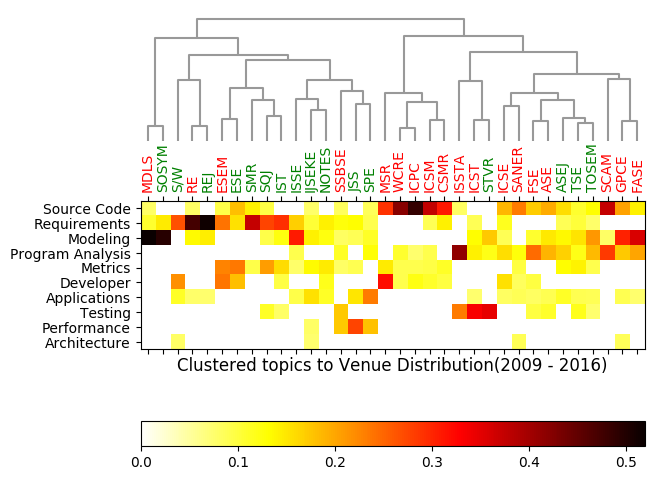 MDLS SOSYM S/W RE REJ ESEM ESE SMR SQJ IST ISSE IJSEKE NOTES SSBSE JSS SPE MSR WCRE ICPC ICSM CSMR ISSTA ICST STVR ICSE SANER FSE ASE ASEJ TSE TOSEM SCAM GPCE FASE
Source Code
Requirements
Modeling
Program Analysis
Metrics
Developer
Applications
Testing
Performance
Architecture
Clustered topics to Venue Distribution(2009 - 2016)
0.0 0.1 0.2 0.3 0.4 0.5